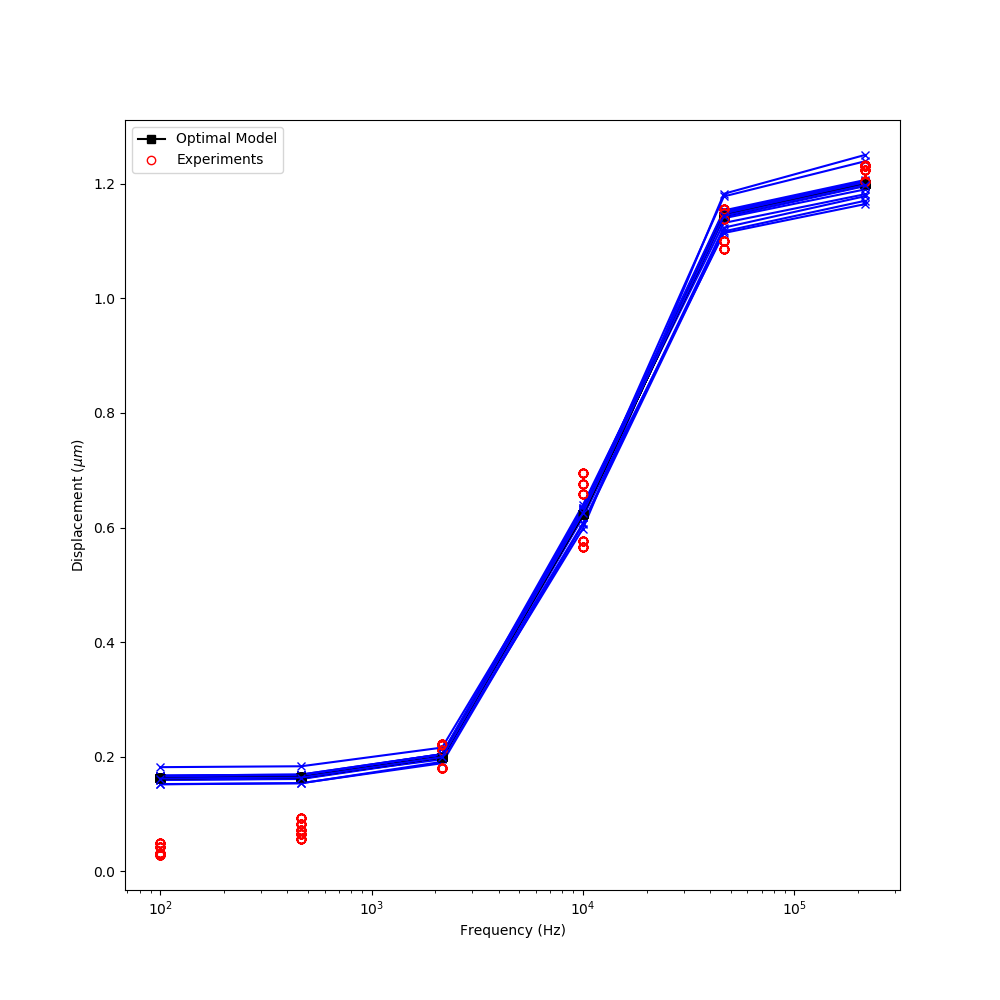 Optimal Model
Experiments
1.2
1.0
0.8
0.6
0.4
0.2
0.0
Displacement (μm)
10²
10³
10⁴
10⁵
Frequency (Hz)